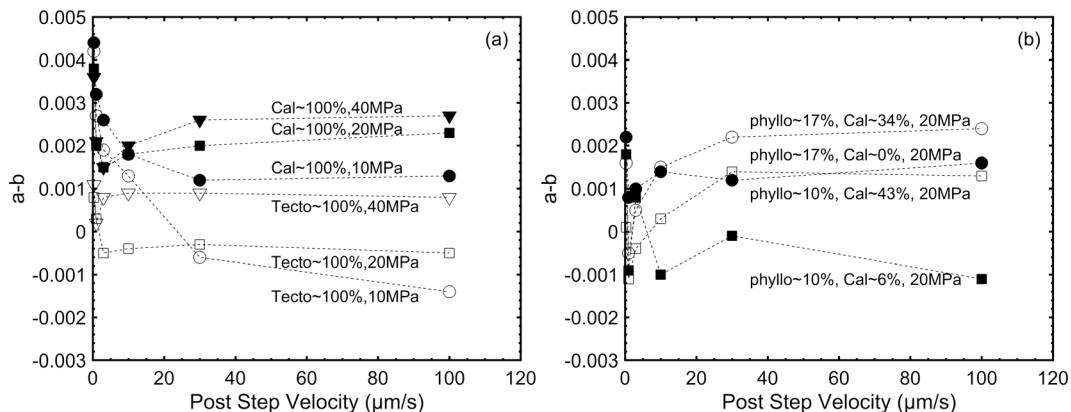 0.005
0.004
0.003
0.002
0.001
0
-0.001
-0.002
-0.003
a-b
(a)
Cal~100%,40MPa
Cal~100%,20MPa
Cal~100%,10MPa
Tecto~100%,40MPa
Tecto~100%,20MPa
Tecto~100%,10MPa
0 20 40 60 80 100 120
Post Step Velocity (µm/s)
0.005
0.004
0.003
0.002
0.001
0
-0.001
-0.002
-0.003
a-b
(b)
phyllo~17%, Cal~34%, 20MPa
phyllo~17%, Cal~0%, 20MPa
phyllo~10%, Cal~43%, 20MPa
phyllo~10%, Cal~6%, 20MPa
0 20 40 60 80 100 120
Post Step Velocity (µm/s)